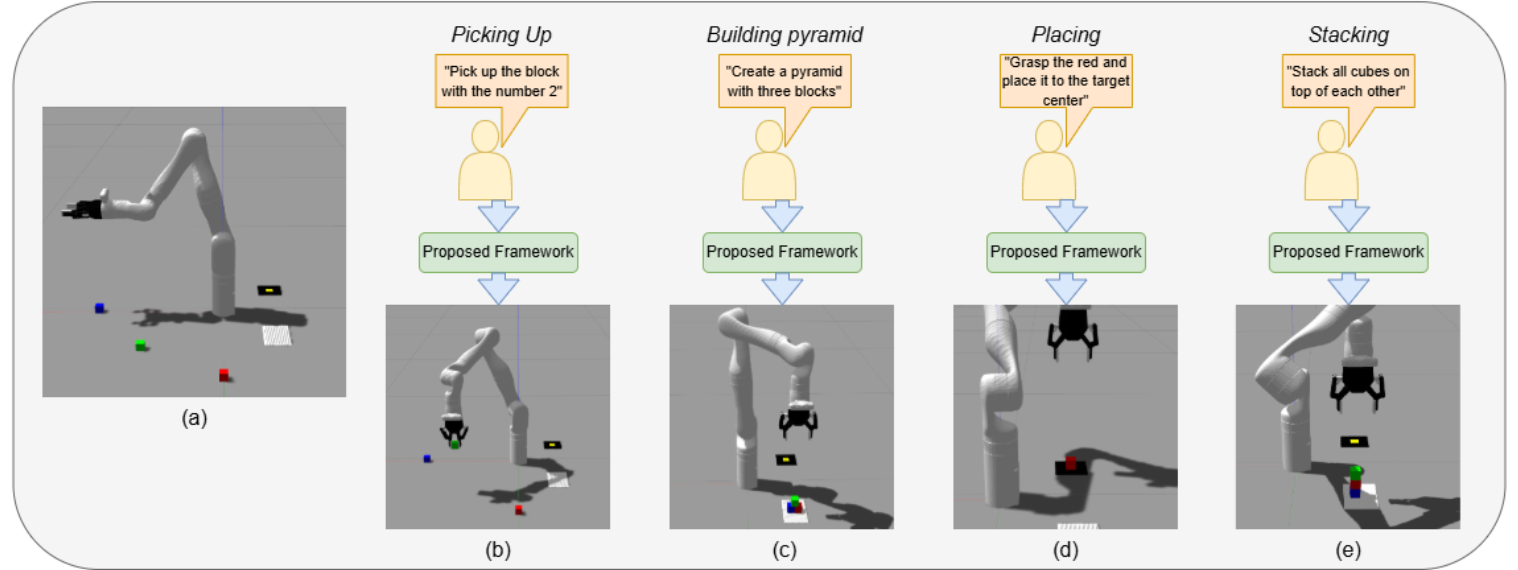 Picking Up
"Pick up the block
with the number 2"
Proposed Framework
Building pyramid
"Create a pyramid
with three blocks"
Proposed Framework
Placing
"Grasp the red and
place it to the target
center"
Proposed Framework
Stacking
"Stack all cubes on
top of each other"
Proposed Framework
(a)
(b)
(c)
(d)
(e)